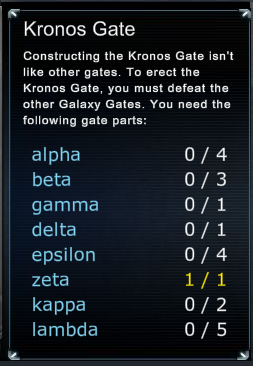 Kronos Gate
Constructing the Kronos Gate isn't
like other gates. To erect the
Kronos Gate, you must defeat the
other Galaxy Gates. You need the
following gate parts:
alpha 0 / 4
beta 0 / 3
gamma 0 / 1
delta 0 / 1
epsilon 0 / 4
zeta 1 / 1
kappa 0 / 2
lambda 0 / 5